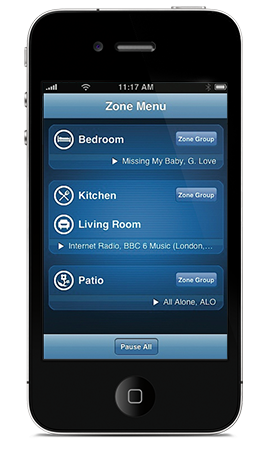 11:17 AM
Zone Menu
Bedroom Zone Group
Missing My Baby, G. Love
Kitchen Zone Group
Living Room
Internet Radio, BBC 6 Music (London,...
Patio Zone Group
All Alone, ALO
Pause All